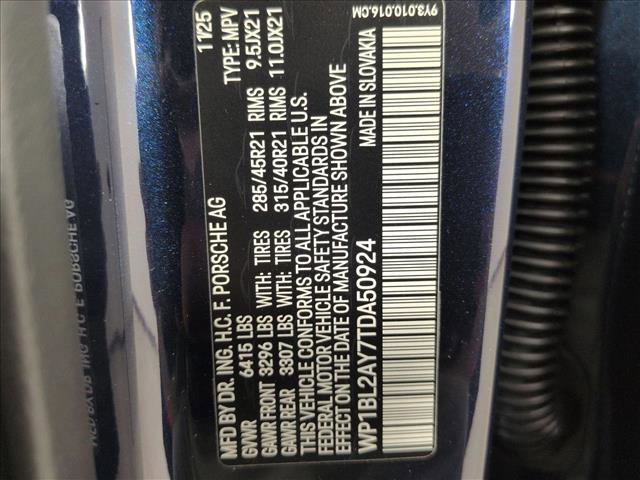 MFD BY DR. ING. H.C. F. PORSCHE AG 11/25
GVWR 6415 LBS TYPE: MPV
GAWR FRONT 3296 LBS WITH: TIRES 285/45R21 RIMS 9.5JX21
GAWR REAR 3307 LBS WITH: TIRES 315/40R21 RIMS 11.0JX21
THIS VEHICLE CONFORMS TO ALL APPLICABLE U.S.
FEDERAL MOTOR VEHICLE SAFETY STANDARDS IN
EFFECT ON THE DATE OF MANUFACTURE SHOWN ABOVE
WP1BL2AY7TDA50924 MADE IN SLOVAKIA
9Y3.010.016.CM